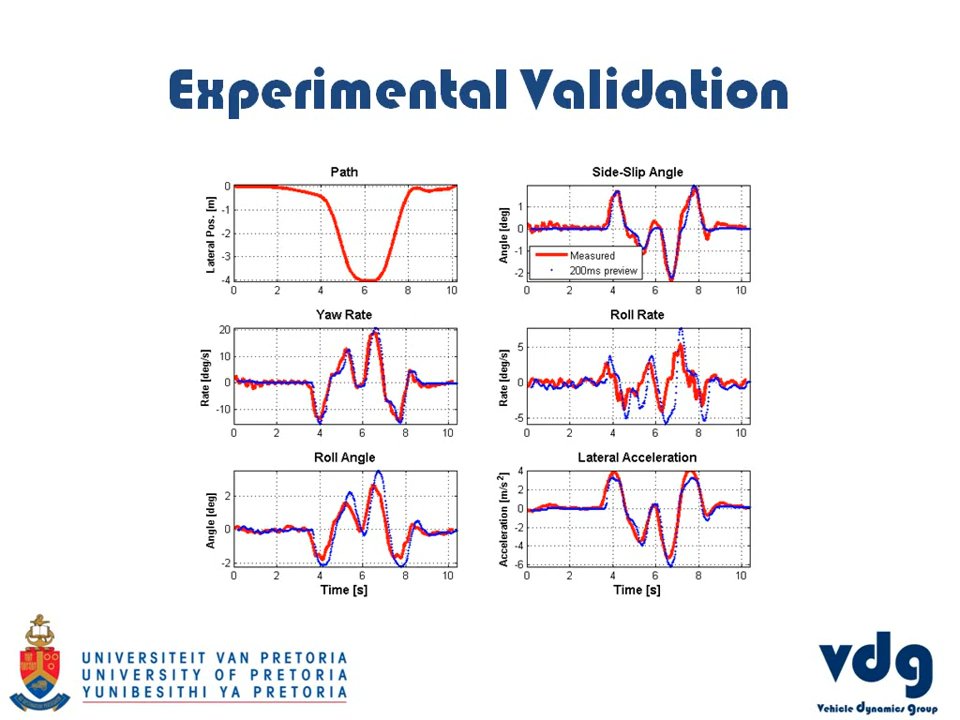 Experimental Validation
Path
Lateral Pos. [m]
0
-1
-2
-3
-4
0 2 4 6 8 10
Side-Slip Angle
Angle [deg]
1
0
-1
-2
Measured
200ms preview
0 2 4 6 8 10
Yaw Rate
Rate [deg/s]
20
10
0
-10
0 2 4 6 8 10
Roll Rate
Rate [deg/s]
5
0
-5
0 2 4 6 8 10
Roll Angle
Angle [deg]
2
0
-2
0 2 4 6 8 10
Time [s]
Lateral Acceleration
Acceleration [m/s²]
4
2
0
-2
-4
-6
0 2 4 6 8 10
Time [s]
UNIVERSITEIT VAN PRETORIA
UNIVERSITY OF PRETORIA
YUNIBESITHI YA PRETORIA
vdg
Vehicle Dynamics Group